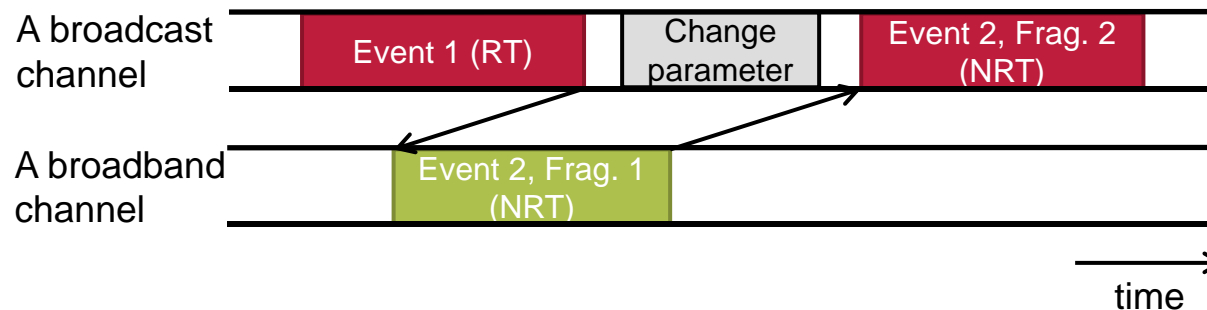 A broadcast
channel
Event 1 (RT)
Change
parameter
Event 2, Frag. 2
(NRT)
A broadband
channel
Event 2, Frag. 1
(NRT)
time